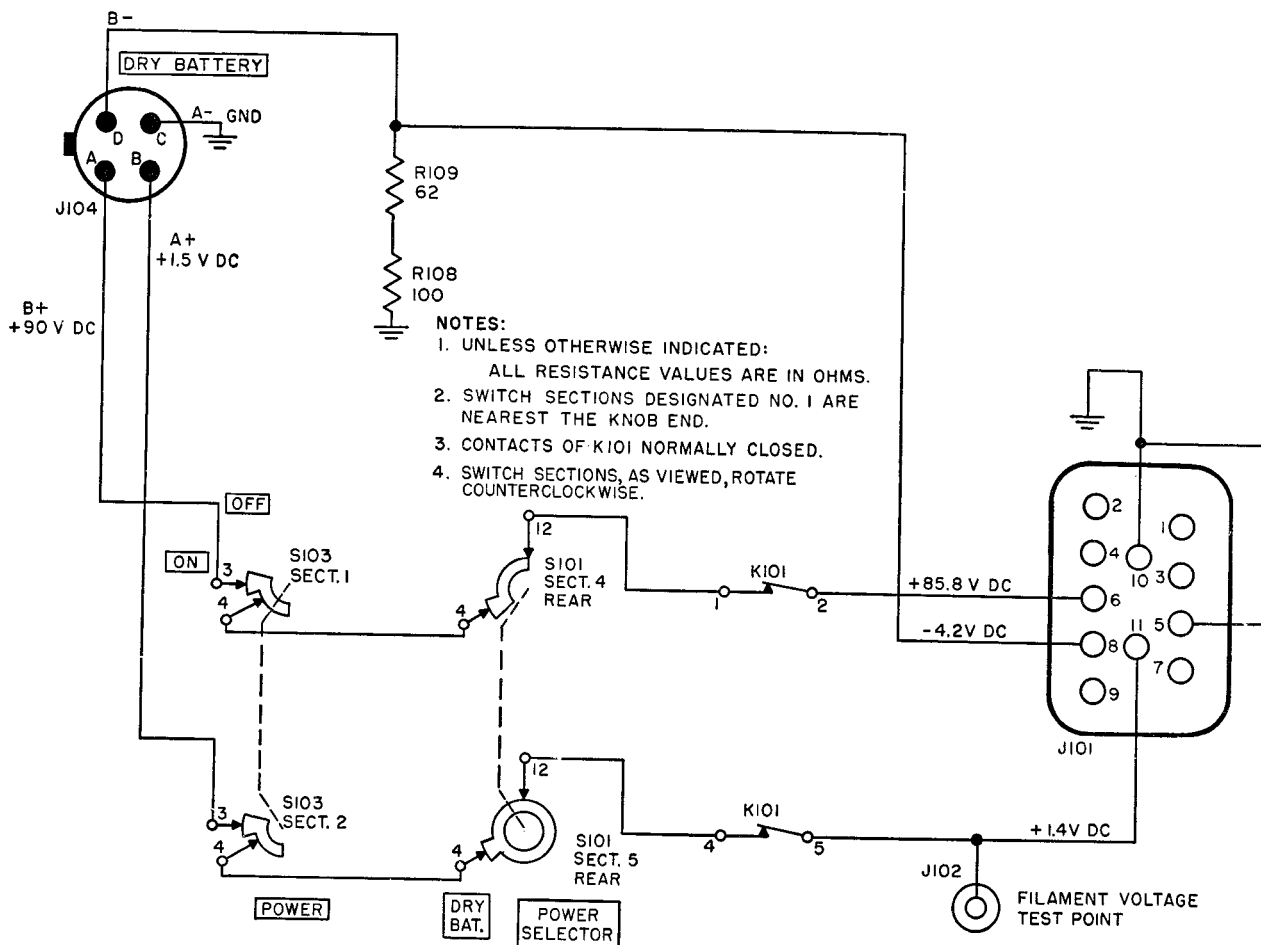 B-
DRY BATTERY
A- GND
D C
A B
J104
A+
+1.5 V DC
B+
+90 V DC
R109
62
R108
100
NOTES:
1. UNLESS OTHERWISE INDICATED:
ALL RESISTANCE VALUES ARE IN OHMS.
2. SWITCH SECTIONS DESIGNATED NO. 1 ARE
NEAREST THE KNOB END.
3. CONTACTS OF K101 NORMALLY CLOSED.
4. SWITCH SECTIONS, AS VIEWED, ROTATE
COUNTERCLOCKWISE.
OFF
ON
3
4
S103
SECT. 1
12
4
S101
SECT. 4
REAR
K101
1 2
+85.8 V DC
-4.2V DC
2
1
4
10 3
6
11 5
8
7
9
J101
3
4
S103
SECT. 2
12
4
S101
SECT. 5
REAR
K101
4 5
+1.4V DC
J102
FILAMENT VOLTAGE
TEST POINT
POWER
DRY
BAT.
POWER
SELECTOR